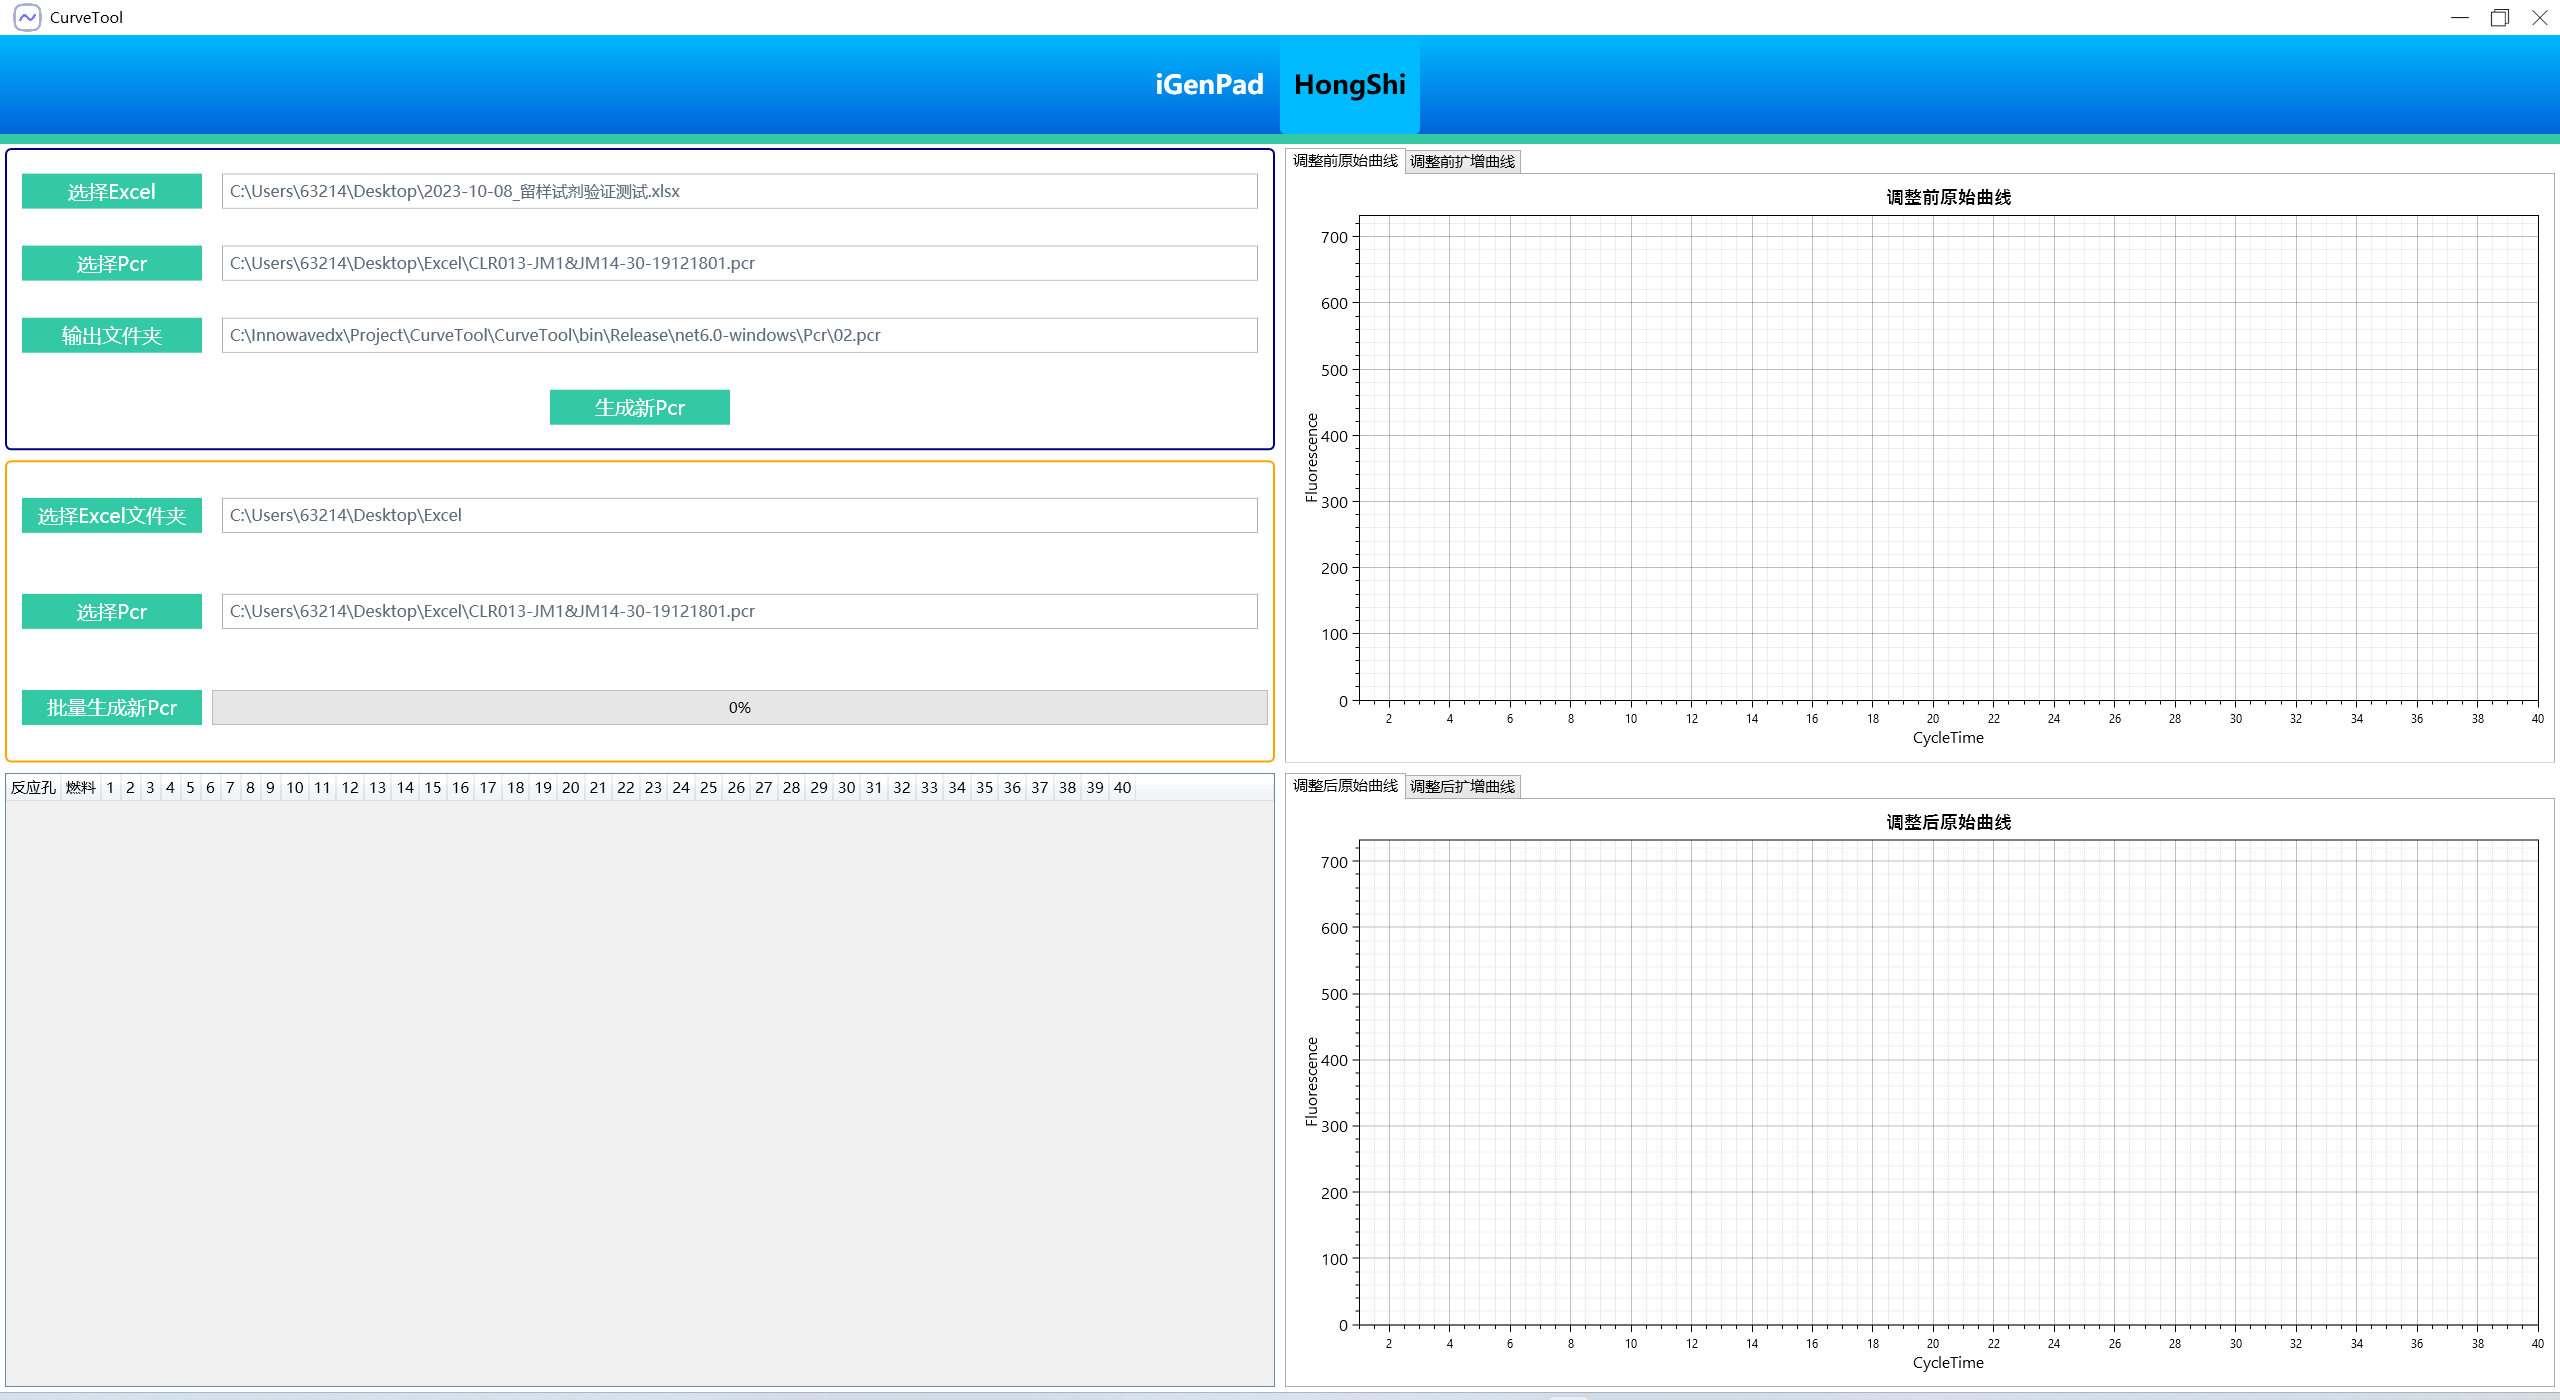 CurveTool
iGenPad HongShi
选择Excel C:\Users\63214\Desktop\2023-10-08_留样试剂验证测试.xlsx
选择Pcr C:\Users\63214\Desktop\Excel\CLR013-JM1&JM14-30-19121801.pcr
输出文件夹 C:\Innowavedx\Project\CurveTool\CurveTool\bin\Release\net6.0-windows\Pcr\02.pcr
生成新Pcr
选择Excel文件夹 C:\Users\63214\Desktop\Excel
选择Pcr C:\Users\63214\Desktop\Excel\CLR013-JM1&JM14-30-19121801.pcr
批量生成新Pcr 0%
反应孔 燃料 1 2 3 4 5 6 7 8 9 10 11 12 13 14 15 16 17 18 19 20 21 22 23 24 25 26 27 28 29 30 31 32 33 34 35 36 37 38 39 40
调整前原始曲线 调整前扩增曲线
调整前原始曲线
700
600
500
400
300
200
100
0
Fluorescence
2 4 6 8 10 12 14 16 18 20 22 24 26 28 30 32 34 36 38 40
CycleTime
调整后原始曲线 调整后扩增曲线
调整后原始曲线
700
600
500
400
300
200
100
0
Fluorescence
2 4 6 8 10 12 14 16 18 20 22 24 26 28 30 32 34 36 38 40
CycleTime